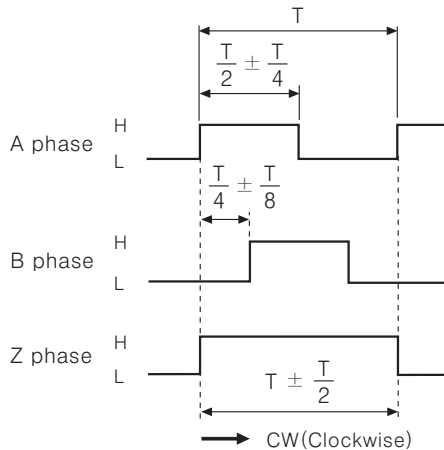 T
T/2 ± T/4
A phase H
L
T/4 ± T/8
B phase H
L
Z phase H
L
T ± T/2
CW(Clockwise)